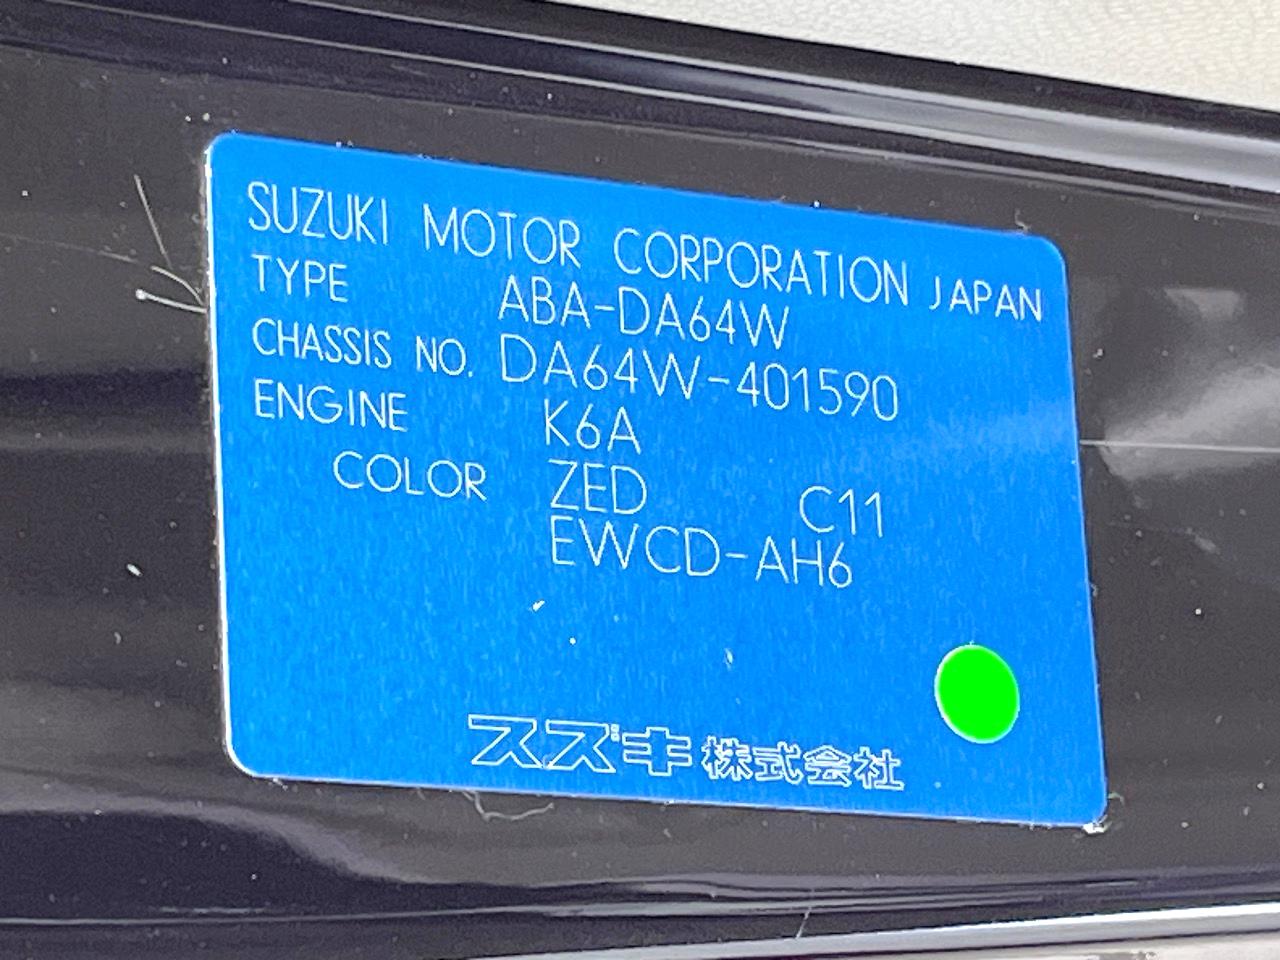 SUZUKI MOTOR CORPORATION JAPAN
TYPE ABA-DA64W
CHASSIS NO. DA64W-401590
ENGINE K6A
COLOR ZED C11
EWCD-AH6
スズキ株式会社